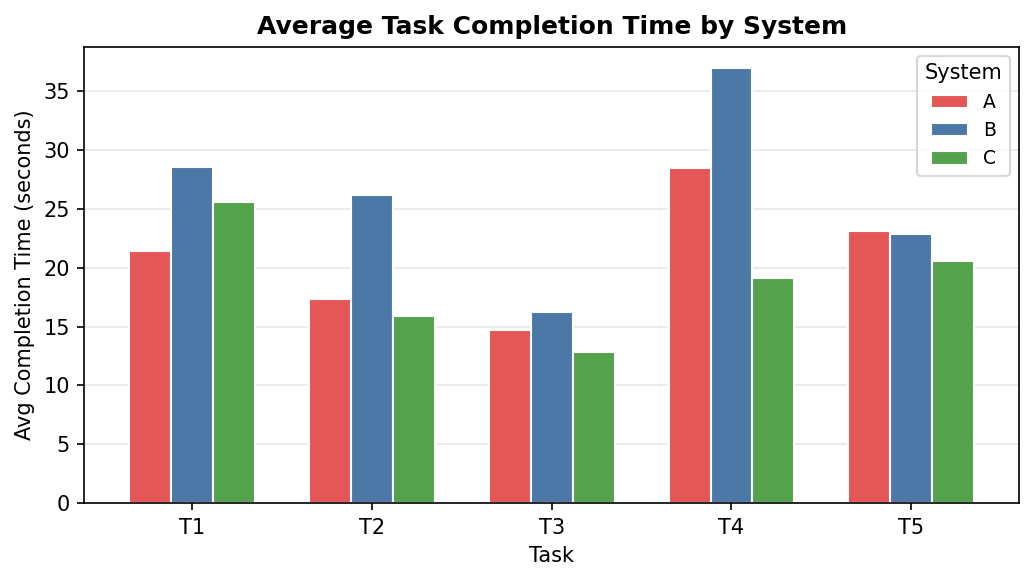 Average Task Completion Time by System
Avg Completion Time (seconds)
35
30
25
20
15
10
5
0
System
A
B
C
T1 T2 T3 T4 T5
Task